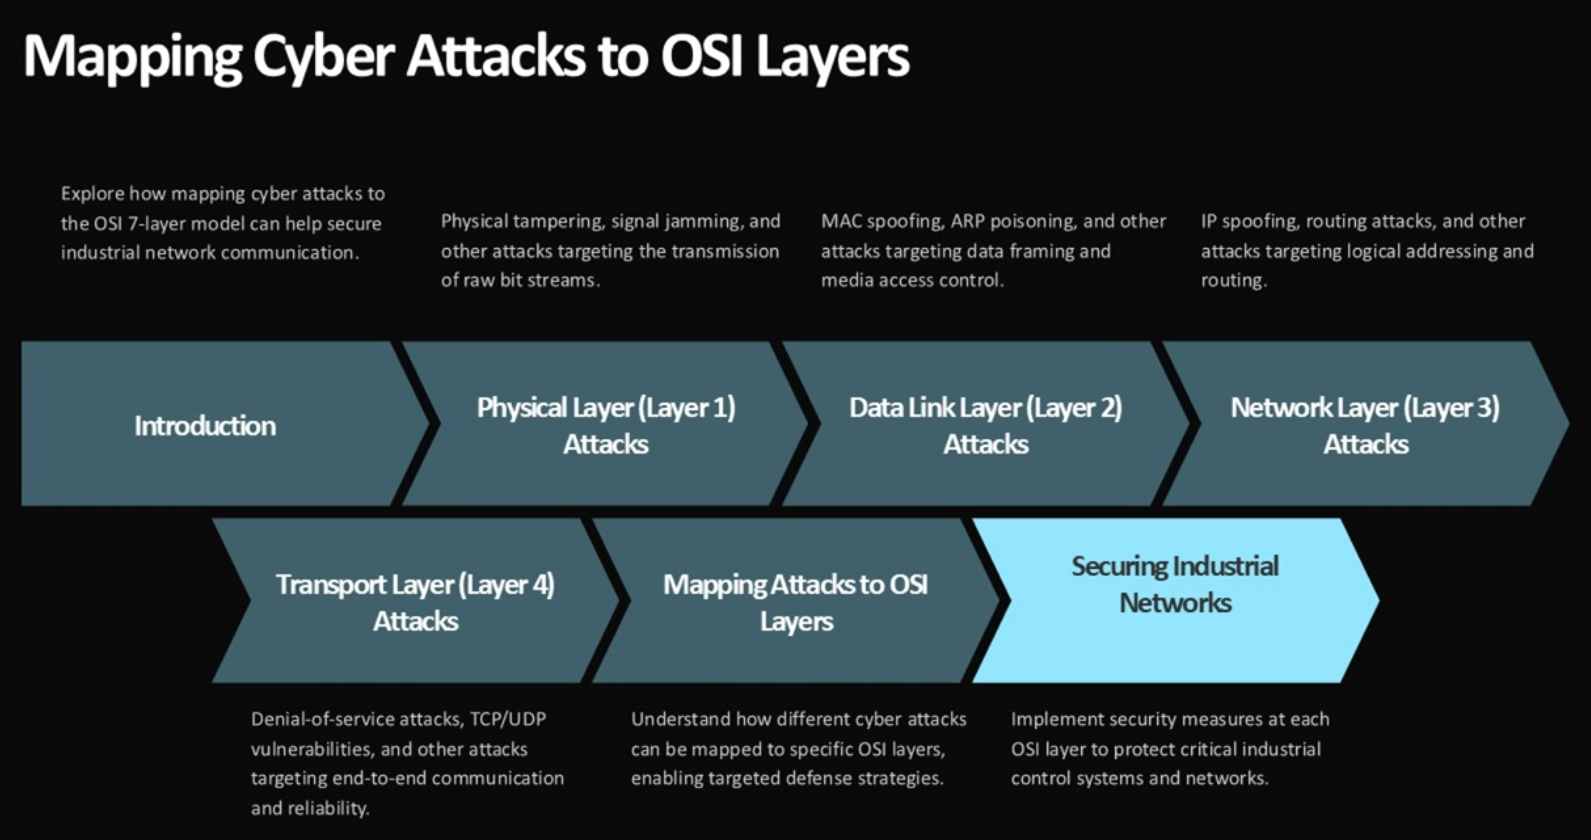 Mapping Cyber Attacks to OSI Layers
Explore how mapping cyber attacks to
the OSI 7-layer model can help secure
industrial network communication.
Physical tampering, signal jamming, and
other attacks targeting the transmission
of raw bit streams.
MAC spoofing, ARP poisoning, and other
attacks targeting data framing and
media access control.
IP spoofing, routing attacks, and other
attacks targeting logical addressing and
routing.
Introduction
Physical Layer (Layer 1)
Attacks
Data Link Layer (Layer 2)
Attacks
Network Layer (Layer 3)
Attacks
Transport Layer (Layer 4)
Attacks
Mapping Attacks to OSI
Layers
Securing Industrial
Networks
Denial-of-service attacks, TCP/UDP
vulnerabilities, and other attacks
targeting end-to-end communication
and reliability.
Understand how different cyber attacks
can be mapped to specific OSI layers,
enabling targeted defense strategies.
Implement security measures at each
OSI layer to protect critical industrial
control systems and networks.